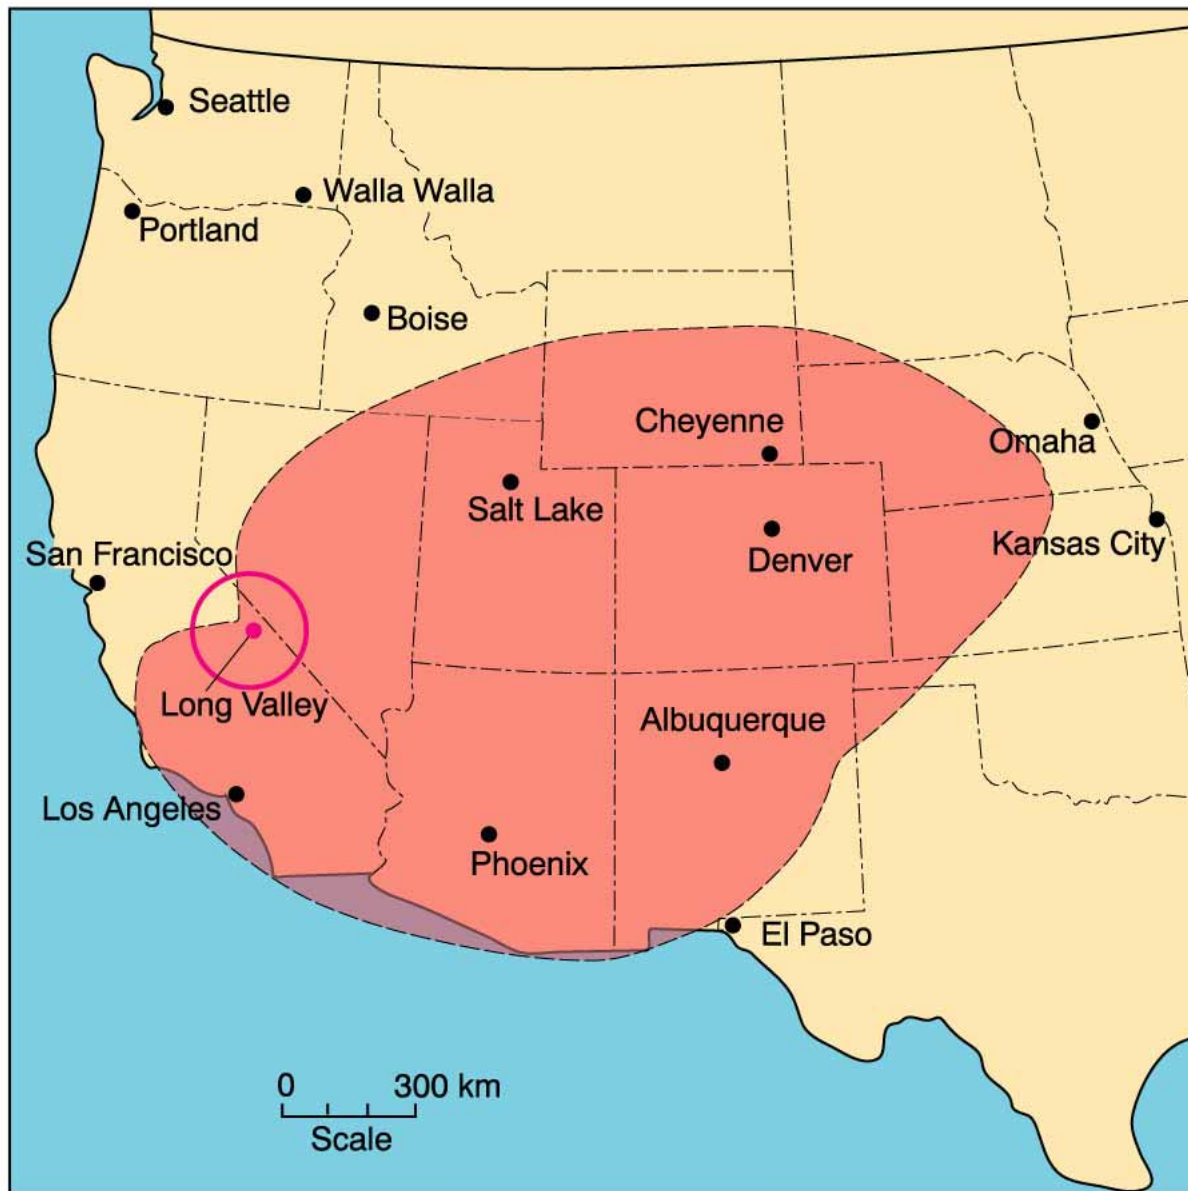 Seattle
Walla Walla
Portland
Boise
Cheyenne
Omaha
Salt Lake
San Francisco
Denver
Kansas City
Long Valley
Albuquerque
Los Angeles
Phoenix
El Paso
0 300 km
Scale